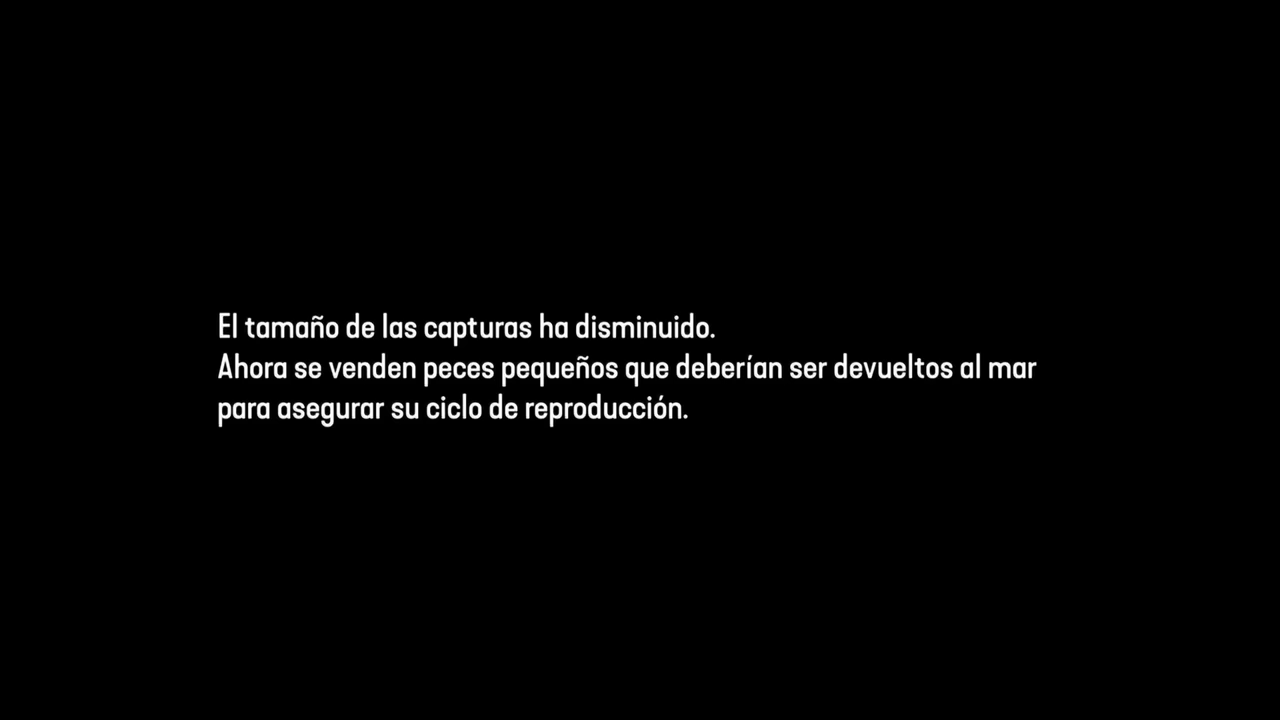 El tamaño de las capturas ha disminuido.
Ahora se venden peces pequeños que deberían ser devueltos al mar
para asegurar su ciclo de reproducción.